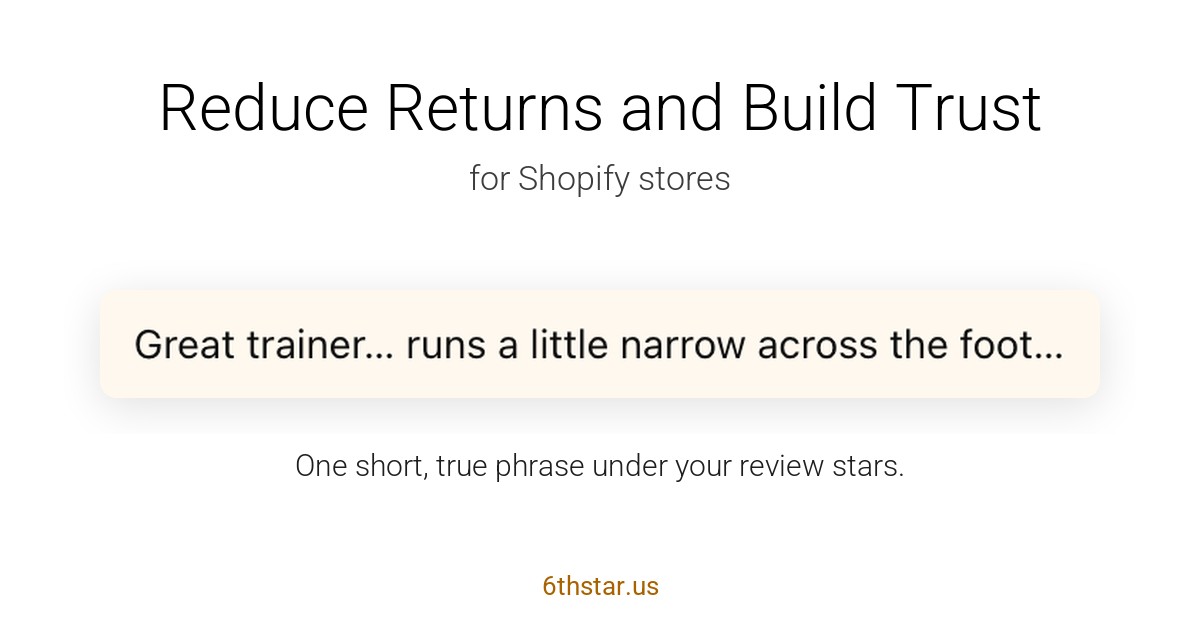 Reduce Returns and Build Trust
for Shopify stores
Great trainer... runs a little narrow across the foot...
One short, true phrase under your review stars.
6thstar.us